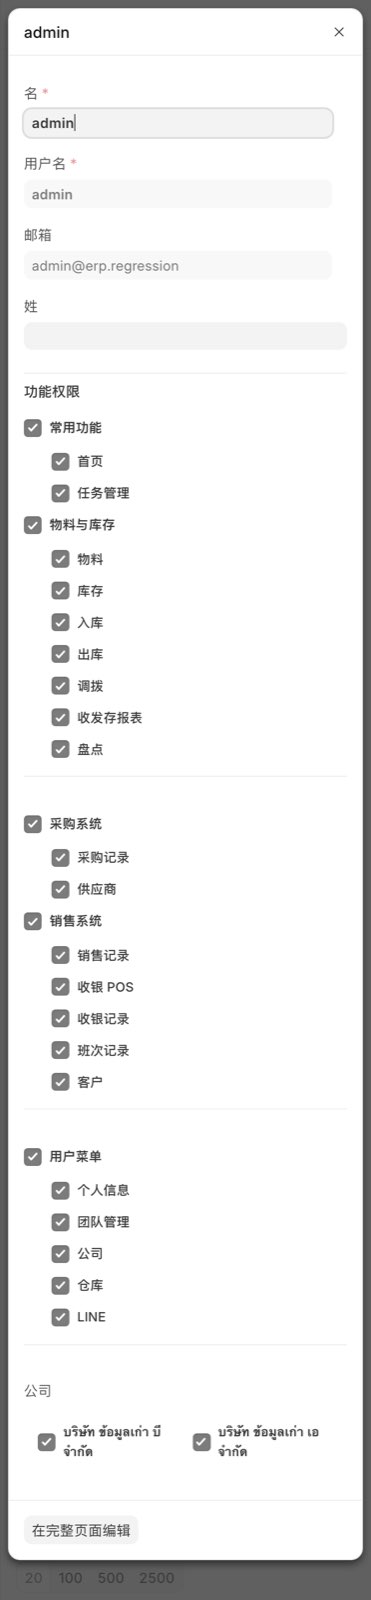 admin
名 *
admin
用户名 *
admin
邮箱
admin@erp.regression
姓
功能权限
常用功能
首页
任务管理
物料与库存
物料
库存
入库
出库
调拨
收发存报表
盘点
采购系统
采购记录
供应商
销售系统
销售记录
收银 POS
收银记录
班次记录
客户
用户菜单
个人信息
团队管理
公司
仓库
LINE
公司
บริษัท ข้อมูลเก่า บี
จำกัด
บริษัท ข้อมูลเก่า เอ
จำกัด
在完整页面编辑
20 100 500 2500